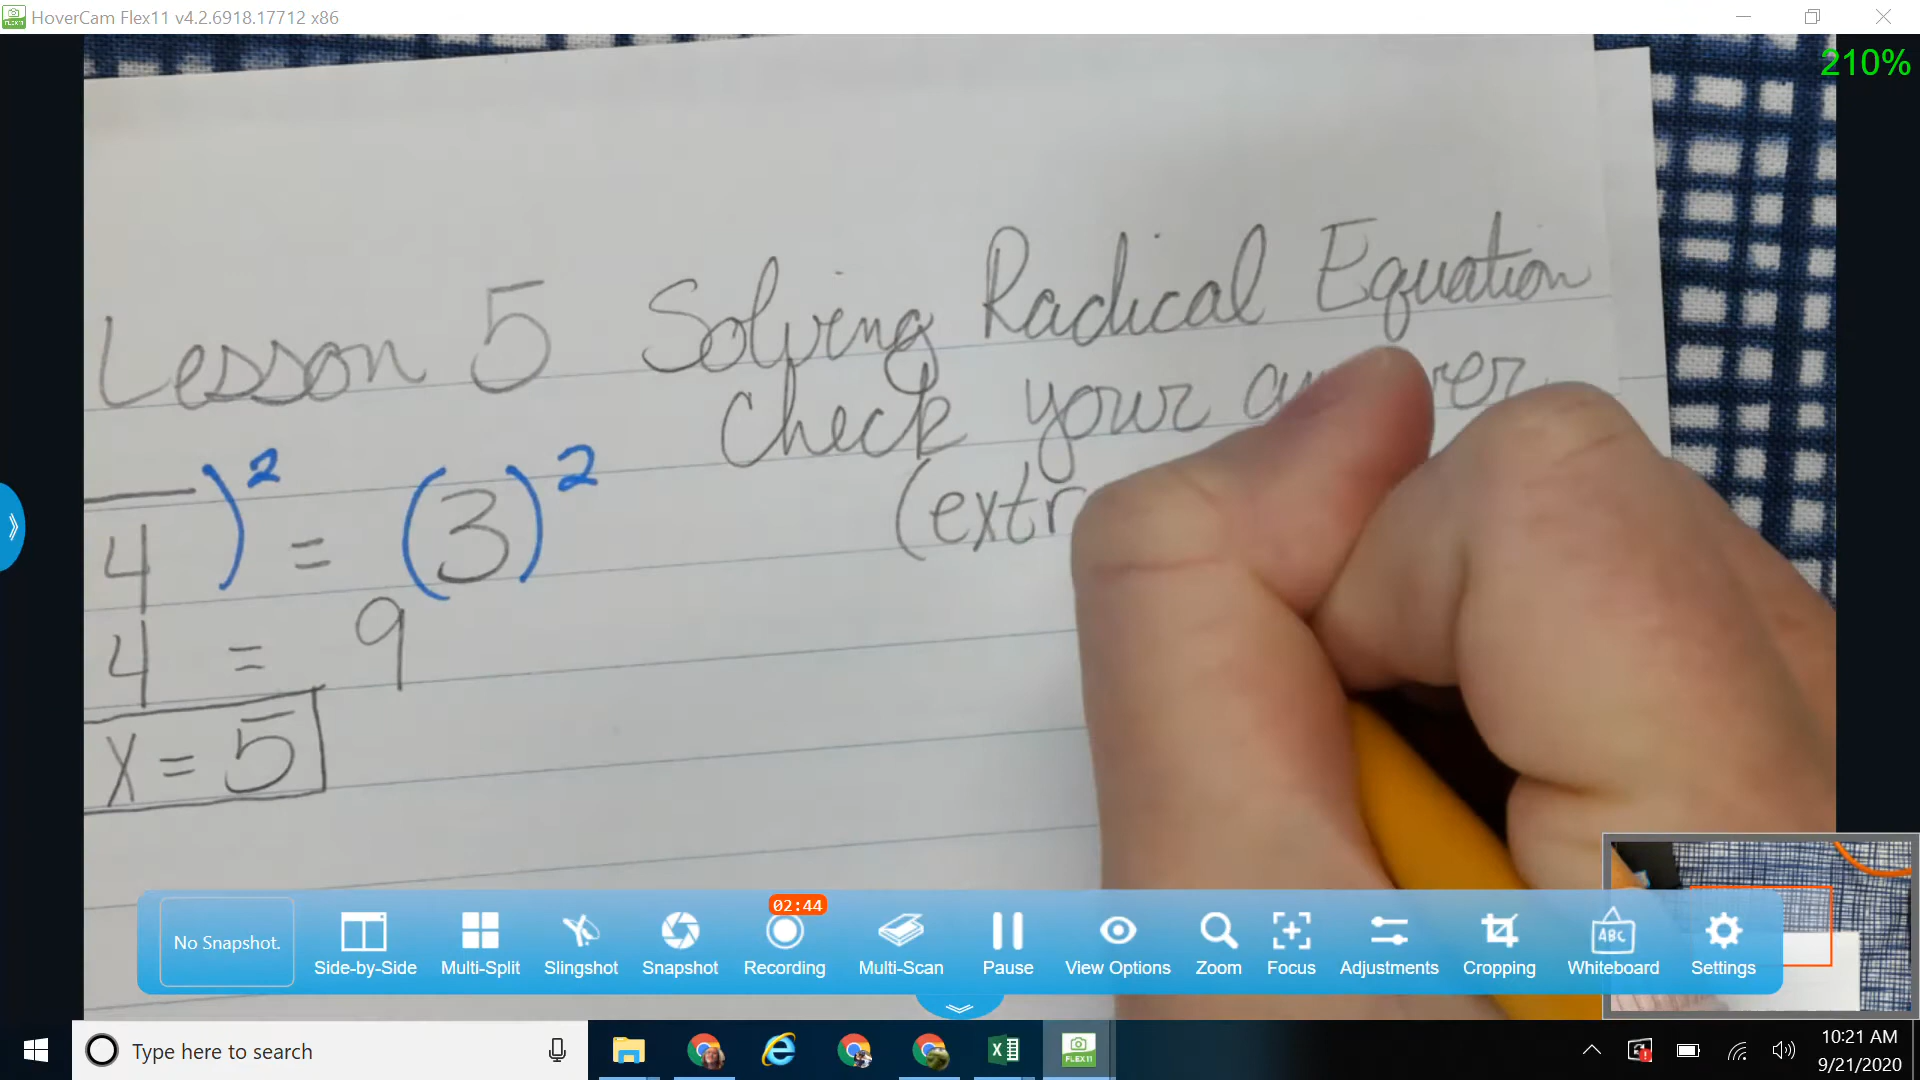 HoverCam Flex11 v4.2.6918.17712 x86
210%
Lesson 5 Solving Radical Equation
Check your
(extr
4 )² = (3)²
4 = 9
x = 5
No Snapshot.
Side-by-Side
Multi-Split
Slingshot
Snapshot
02:44
Recording
Multi-Scan
Pause
View Options
Zoom
Focus
Adjustments
Cropping
ABC
Whiteboard
Settings
Type here to search
FLEX11
10:21 AM
9/21/2020